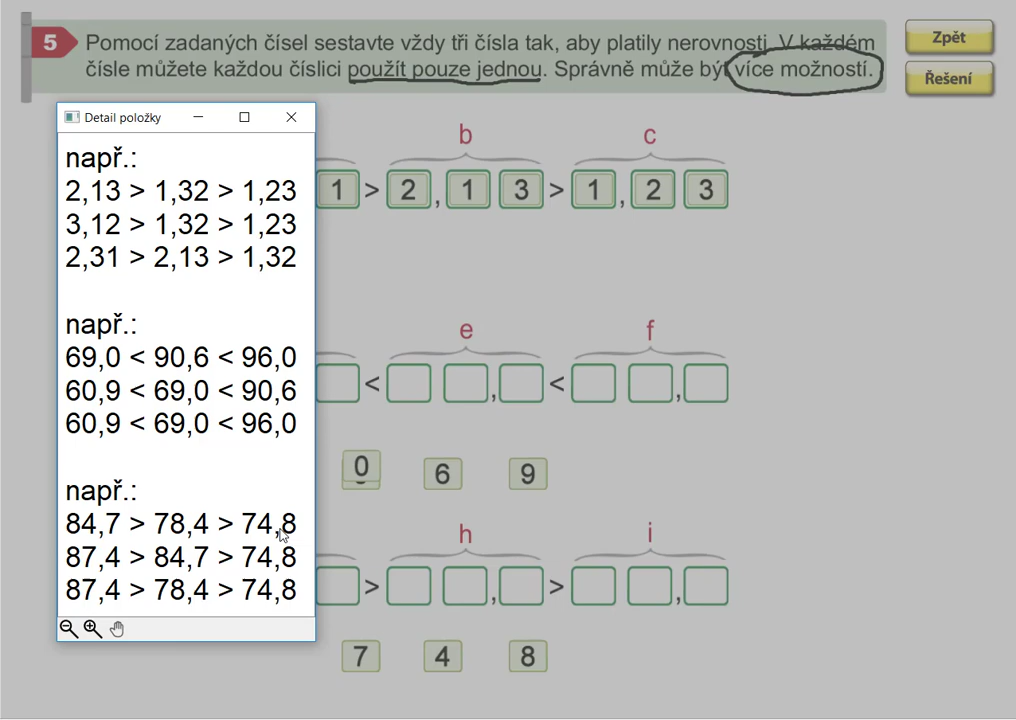 5 Pomocí zadaných čísel sestavte vždy tři čísla tak, aby platily nerovnosti. V každém
čísle můžete každou číslici použít pouze jednou. Správně může být více možností.
Zpět
Řešení
Detail položky
např.:
2,13 > 1,32 > 1,23
3,12 > 1,32 > 1,23
2,31 > 2,13 > 1,32
např.:
69,0 < 90,6 < 96,0
60,9 < 69,0 < 90,6
60,9 < 69,0 < 96,0
např.:
84,7 > 78,4 > 74,8
87,4 > 84,7 > 74,8
87,4 > 78,4 > 74,8
b c
1 > 2,1 3 > 1,2 3
e f
< , < ,
0 6 9
h i
> , > ,
7 4 8